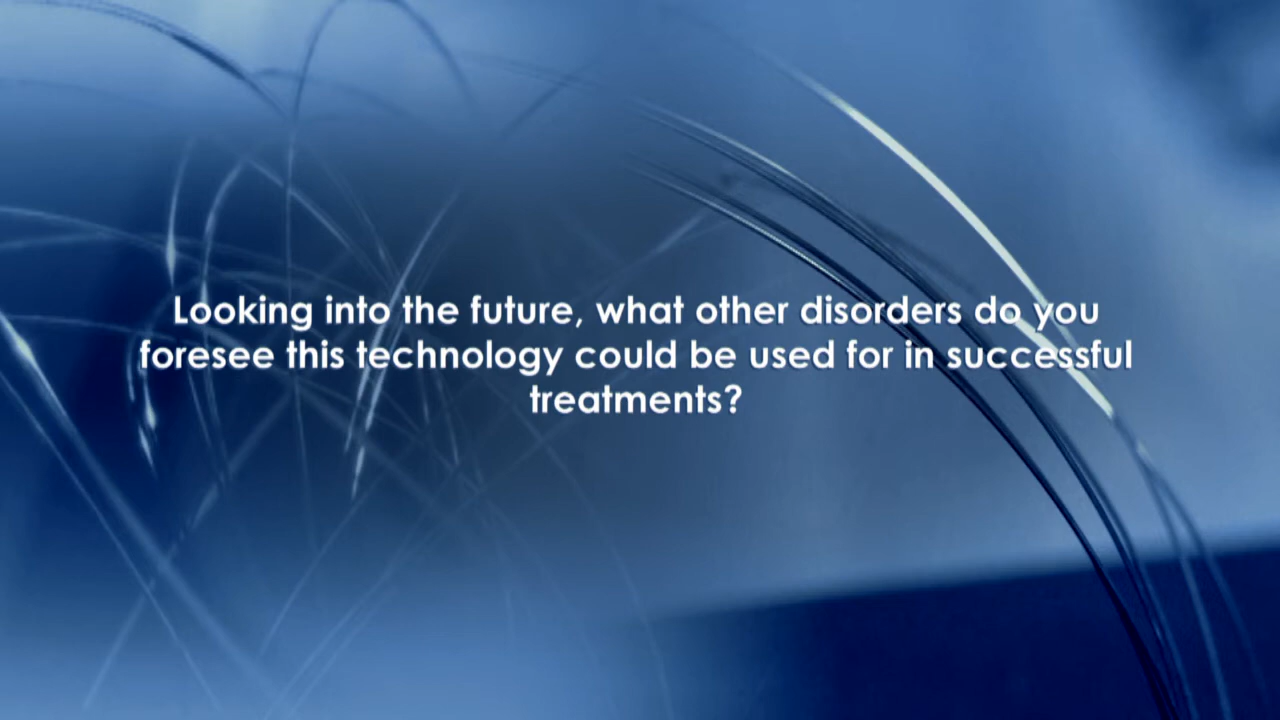 Looking into the future, what other disorders do you
foresee this technology could be used for in successful
treatments?